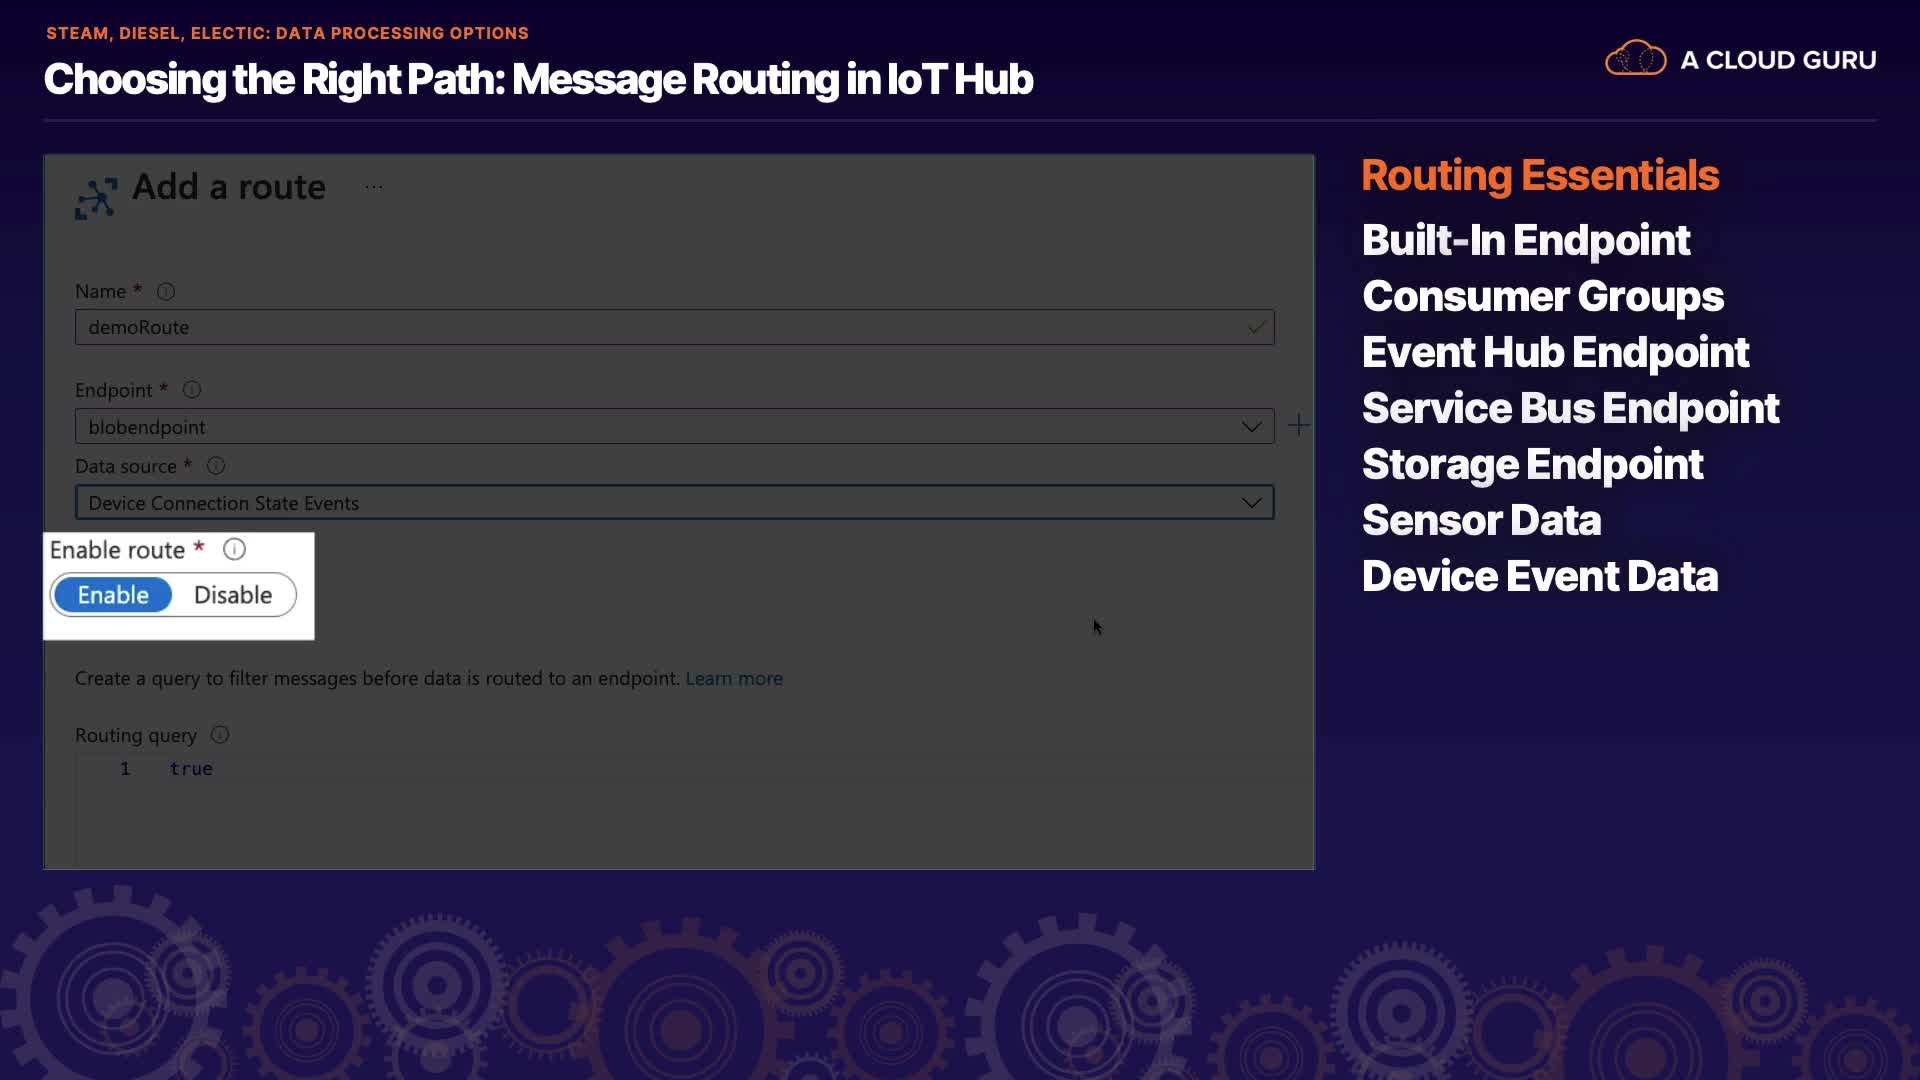 STEAM, DIESEL, ELECTIC: DATA PROCESSING OPTIONS
Choosing the Right Path: Message Routing in IoT Hub
A CLOUD GURU
Add a route ...
Name *
demoRoute
Endpoint *
blobendpoint
Data source *
Device Connection State Events
Enable route *
Enable Disable
Create a query to filter messages before data is routed to an endpoint. Learn more
Routing query
1 true
Routing Essentials
Built-In Endpoint
Consumer Groups
Event Hub Endpoint
Service Bus Endpoint
Storage Endpoint
Sensor Data
Device Event Data